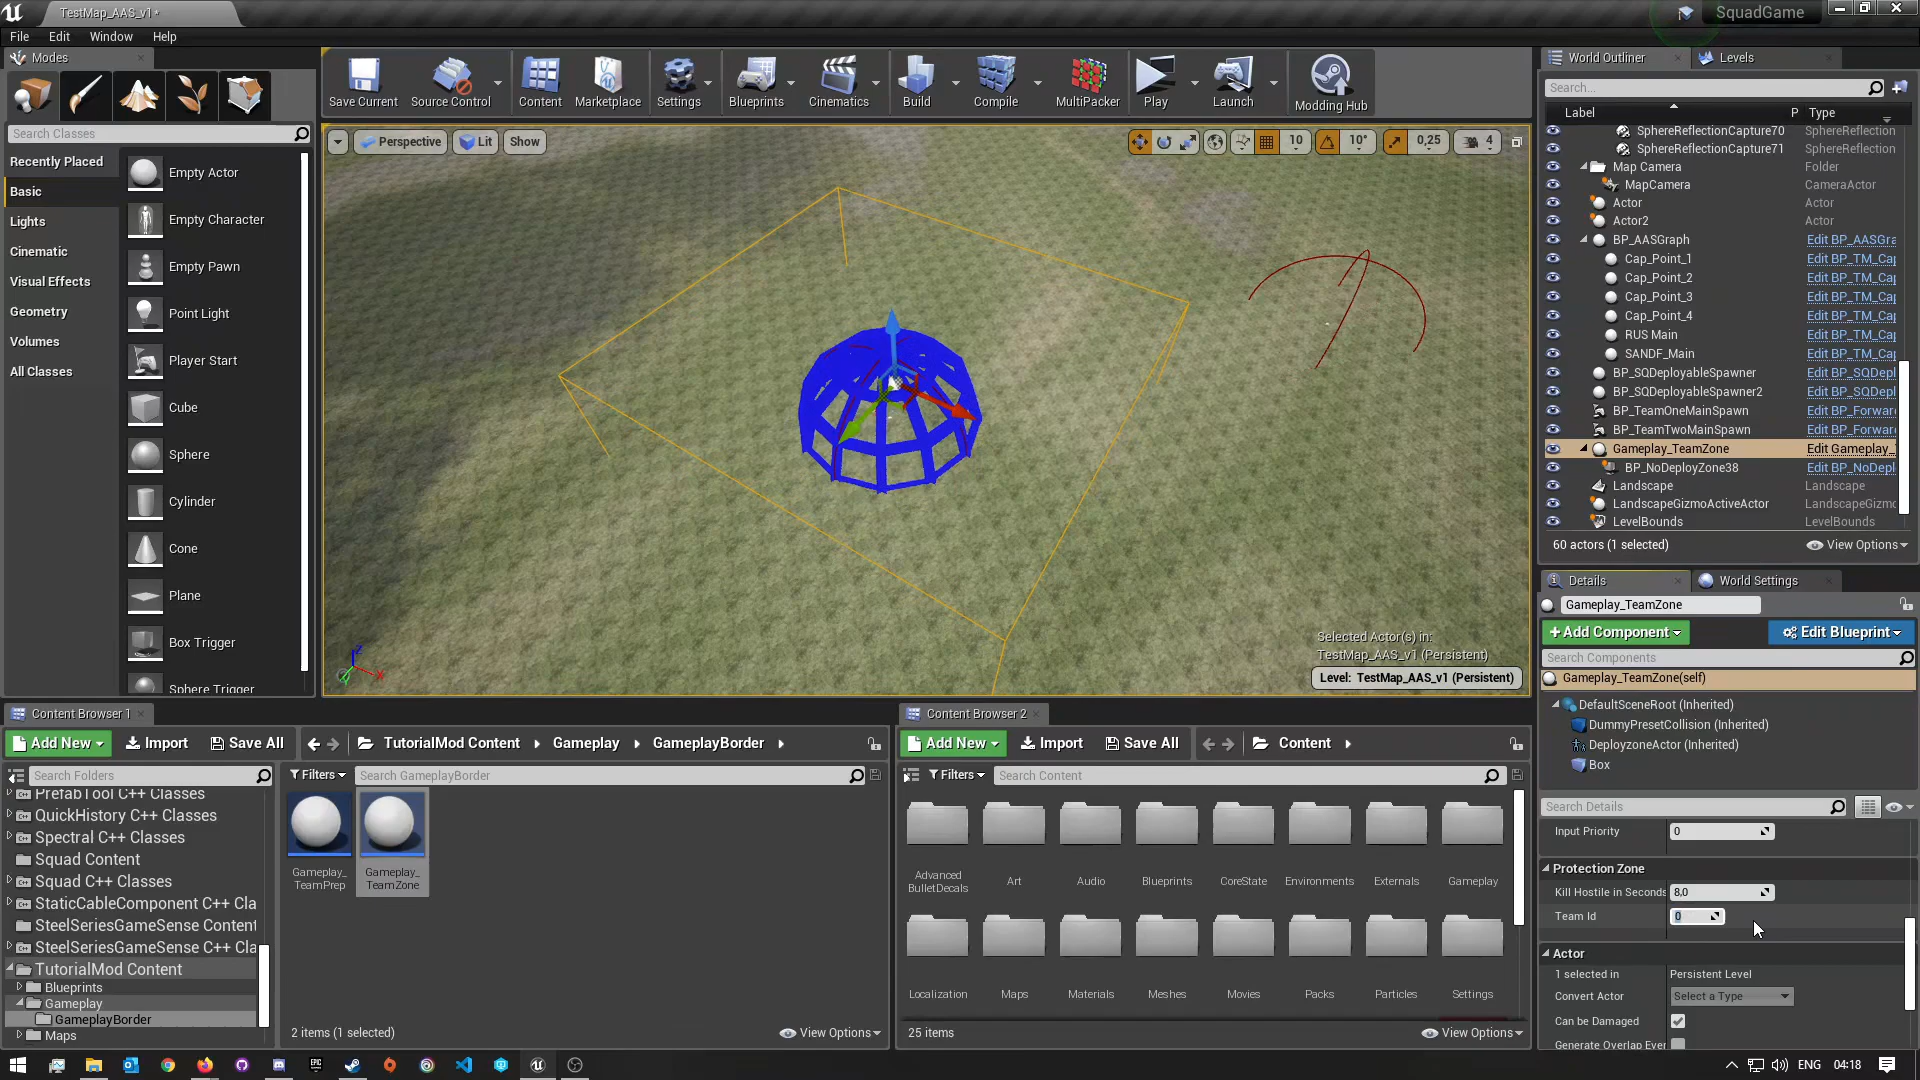 TestMap_AAS_v1*
SquadGame
File
Edit
Window
Help
Modes
Search Classes
Recently Placed
Basic
Lights
Cinematic
Visual Effects
Geometry
Volumes
All Classes
Empty Actor
Empty Character
Empty Pawn
Point Light
Player Start
Cube
Sphere
Cylinder
Cone
Plane
Box Trigger
Sphere Trigger
Save Current
Source Control
Content
Marketplace
Settings
Blueprints
Cinematics
Build
Compile
MultiPacker
Play
Launch
Modding Hub
Perspective
Lit
Show
10
10°
0,25
4
Selected Actor(s) in:
TestMap_AAS_v1 (Persistent)
Level: TestMap_AAS_v1 (Persistent)
World Outliner
Levels
Search...
Label
P
Type
SphereReflectionCapture70 SphereReflection
SphereReflectionCapture71 SphereReflection
Map Camera Folder
MapCamera CameraActor
Actor Actor
Actor2 Actor
BP_AASGraph Edit BP_AASGra
Cap_Point_1 Edit BP_TM_Cap
Cap_Point_2 Edit BP_TM_Cap
Cap_Point_3 Edit BP_TM_Cap
Cap_Point_4 Edit BP_TM_Cap
RUS Main Edit BP_TM_Cap
SANDF_Main Edit BP_TM_Cap
BP_SQDeployableSpawner Edit BP_SQDepl
BP_SQDeployableSpawner2 Edit BP_SQDepl
BP_TeamOneMainSpawn Edit BP_Forwar
BP_TeamTwoMainSpawn Edit BP_Forwar
Gameplay_TeamZone Edit Gameplay_
BP_NoDeployZone38 Edit BP_NoDepl
Landscape Landscape
LandscapeGizmoActiveActor LandscapeGizmo
LevelBounds LevelBounds
60 actors (1 selected)
View Options
Details
World Settings
Gameplay_TeamZone
Add Component
Edit Blueprint
Search Components
Gameplay_TeamZone(self)
DefaultSceneRoot (Inherited)
DummyPresetCollision (Inherited)
DeployzoneActor (Inherited)
Box
Search Details
Input Priority 0
Protection Zone
Kill Hostile in Seconds 8,0
Team Id 0
Actor
1 selected in Persistent Level
Convert Actor Select a Type
Can be Damaged
Generate Overlap Ever
Content Browser 1
Add New
Import
Save All
TutorialMod Content
Gameplay
GameplayBorder
Search Folders
Filters
Search GameplayBorder
PrefabTool C++ Classes
QuickHistory C++ Classes
Spectral C++ Classes
Squad Content
Squad C++ Classes
StaticCableComponent C++ Cla
SteelSeriesGameSense Content
SteelSeriesGameSense C++ Cla
TutorialMod Content
Blueprints
Gameplay
GameplayBorder
Maps
Gameplay_
TeamPrep
Gameplay_
TeamZone
2 items (1 selected)
View Options
Content Browser 2
Add New
Import
Save All
Content
Filters
Search Content
Advanced
BulletDecals
Art
Audio
Blueprints
CoreState
Environments
Externals
Gameplay
Localization
Maps
Materials
Meshes
Movies
Packs
Particles
Settings
25 items
View Options
ENG
04:18